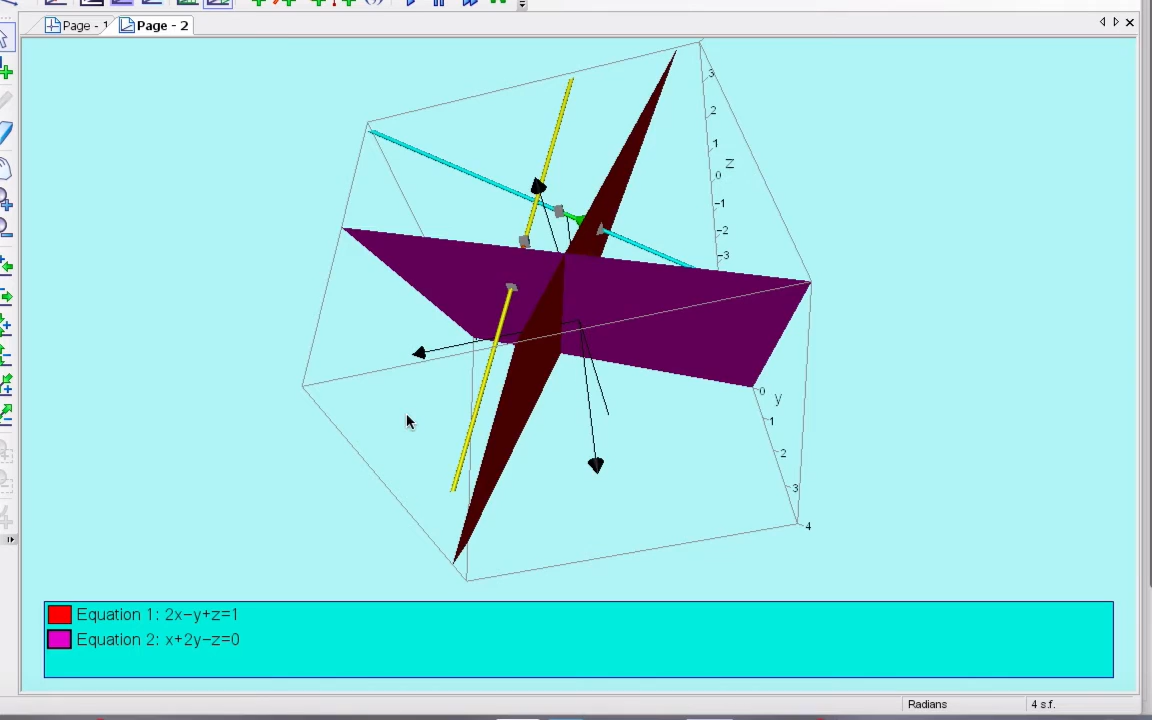 Page - 1
Page - 2
3
2
1
z
0
-1
-2
-3
0
y
1
2
3
4
Equation 1: 2x−y+z=1
Equation 2: x+2y−z=0
Radians
4 s.f.